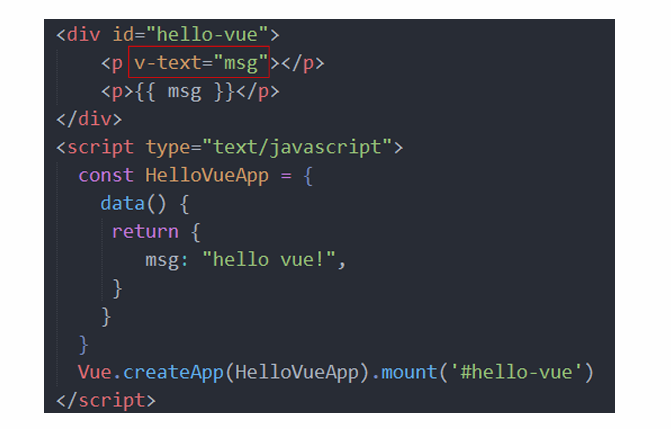 <div id="hello-vue">
    <p v-text="msg"></p>
    <p>{{ msg }}</p>
</div>
<script type="text/javascript">
  const HelloVueApp = {
    data() {
     return {
        msg: "hello vue!",
     }
    }
  }
  Vue.createApp(HelloVueApp).mount('#hello-vue')
</script>